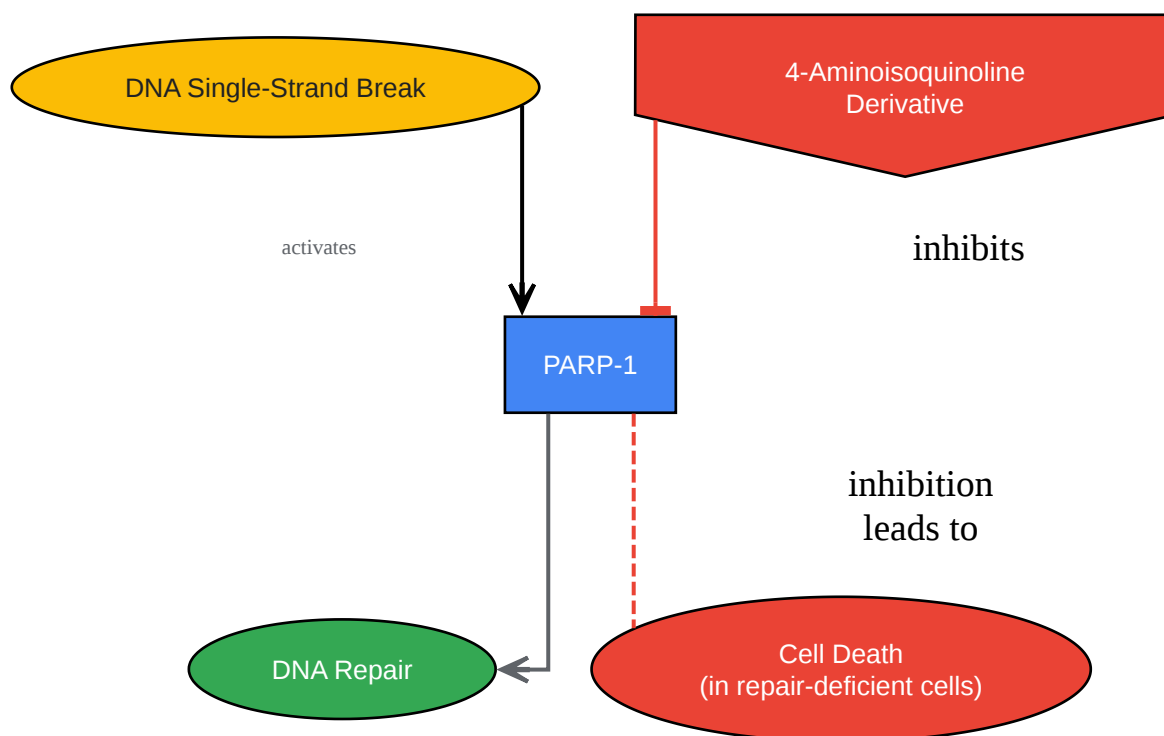 DNA Single-Strand Break
4-Aminoisoquinoline
Derivative
activates
inhibits
PARP-1
inhibition
leads to
DNA Repair
Cell Death
(in repair-deficient cells)